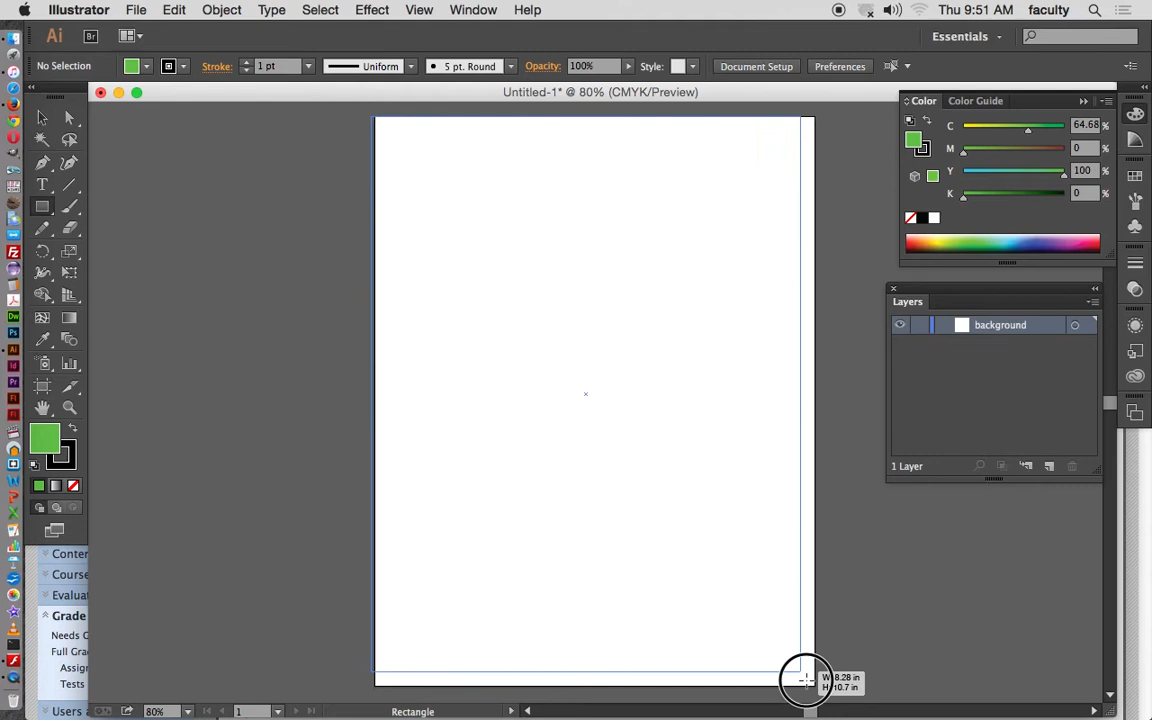 Illustrator File Edit Object Type Select Effect View Window Help Thu 9:51 AM faculty
Ai Br Essentials
No Selection Stroke: 1 pt Uniform 5 pt. Round Opacity: 100% Style: Document Setup Preferences
Untitled-1* @ 80% (CMYK/Preview)
Color Color Guide
C 64.68 %
M 0 %
Y 100 %
K 0 %
Layers
background
1 Layer
W: 8.28 in
H: 10.7 in
Conten
Course
Evaluat
Grade
Needs G
Full Grad
Assig
Tests
Users a
80% 1 Rectangle